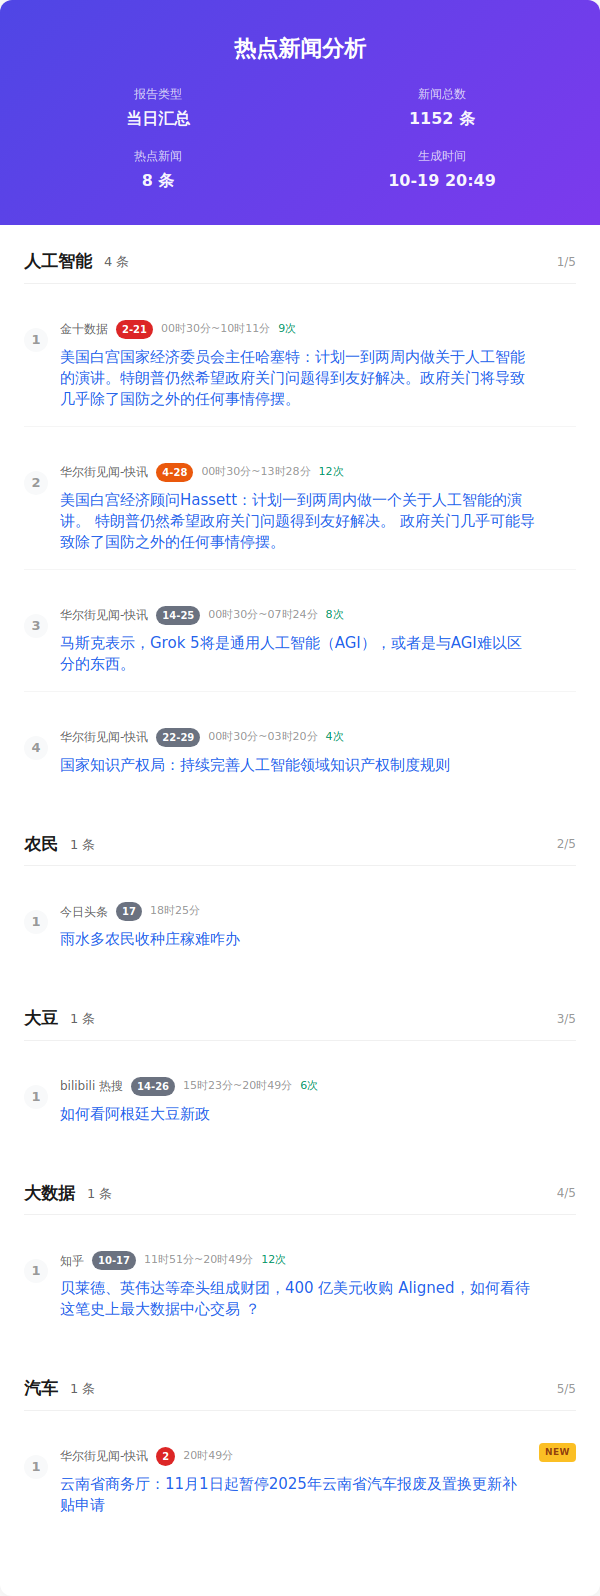 热点新闻分析
报告类型
新闻总数
当日汇总
1152 条
热点新闻
生成时间
8 条
10-19 20:49
人工智能 4 条 1/5
金十数据 2-21 00时30分~10时11分 9次
1
美国白宫国家经济委员会主任哈塞特：计划一到两周内做关于人工智能
的演讲。特朗普仍然希望政府关门问题得到友好解决。政府关门将导致
几乎除了国防之外的任何事情停摆。
华尔街见闻-快讯 4-28 00时30分~13时28分 12次
2
美国白宫经济顾问Hassett：计划一到两周内做一个关于人工智能的演
讲。 特朗普仍然希望政府关门问题得到友好解决。 政府关门几乎可能导
致除了国防之外的任何事情停摆。
华尔街见闻-快讯 14-25 00时30分~07时24分 8次
3
马斯克表示，Grok 5将是通用人工智能（AGI），或者是与AGI难以区
分的东西。
华尔街见闻-快讯 22-29 00时30分~03时20分 4次
4
国家知识产权局：持续完善人工智能领域知识产权制度规则
农民 1 条 2/5
今日头条 17 18时25分
1
雨水多农民收种庄稼难咋办
大豆 1 条 3/5
bilibili 热搜 14-26 15时23分~20时49分 6次
1
如何看阿根廷大豆新政
大数据 1 条 4/5
知乎 10-17 11时51分~20时49分 12次
1
贝莱德、英伟达等牵头组成财团，400 亿美元收购 Aligned，如何看待
这笔史上最大数据中心交易 ？
汽车 1 条 5/5
华尔街见闻-快讯 2 20时49分 NEW
1
云南省商务厅：11月1日起暂停2025年云南省汽车报废及置换更新补
贴申请